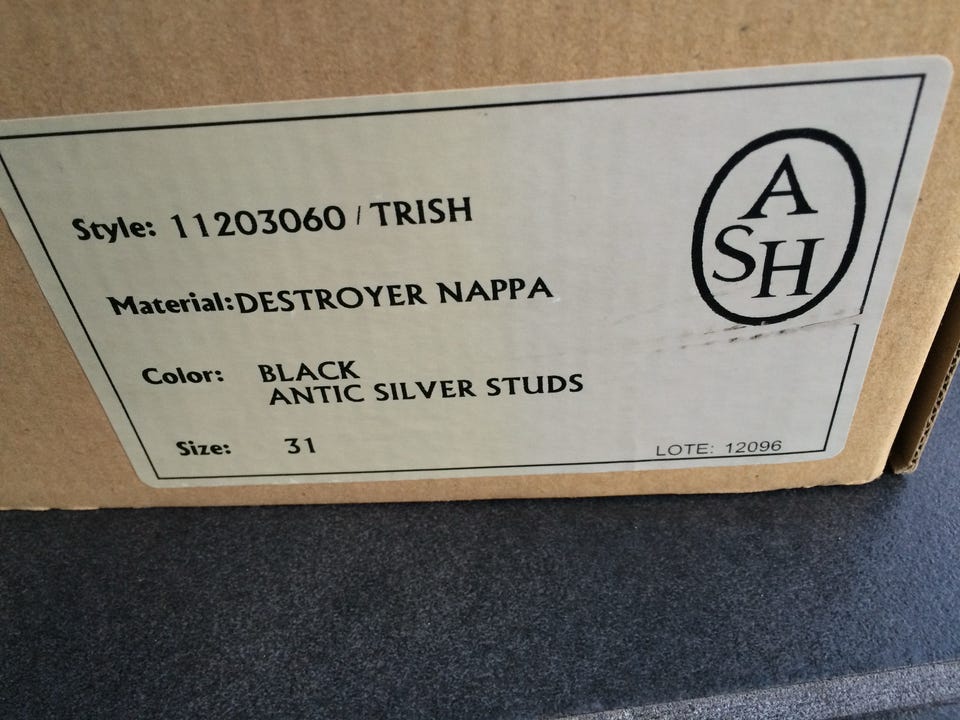 Style: 11203060 / TRISH
Material: DESTROYER NAPPA
Color: BLACK
ANTIC SILVER STUDS
Size: 31
LOTE: 12096
A
SH